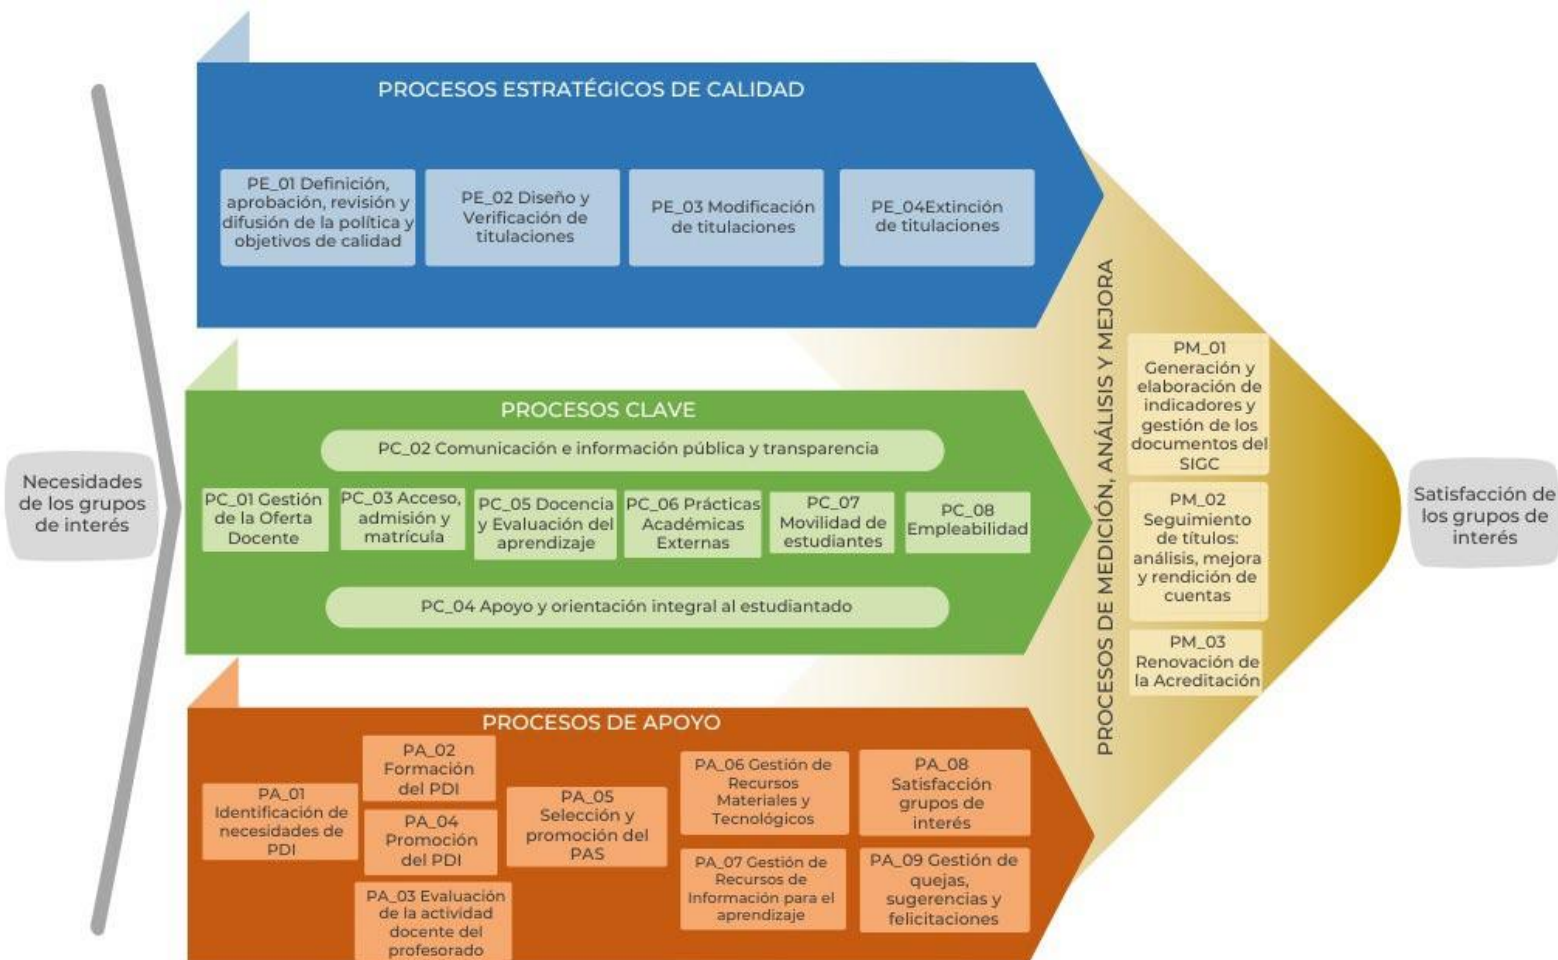 Necesidades
de los grupos
de interés
PROCESOS ESTRATÉGICOS DE CALIDAD
PE_01 Definición,
aprobación, revisión y
difusión de la política y
objetivos de calidad
PE_02 Diseño y
Verificación de
titulaciones
PE_03 Modificación
de titulaciones
PE_04Extinción
de titulaciones
PROCESOS CLAVE
PC_02 Comunicación e información pública y transparencia
PC_01 Gestión
de la Oferta
Docente
PC_03 Acceso,
admisión y
matrícula
PC_05 Docencia
y Evaluación del
aprendizaje
PC_06 Prácticas
Académicas
Externas
PC_07
Movilidad de
estudiantes
PC_08
Empleabilidad
PC_04 Apoyo y orientación integral al estudiantado
PROCESOS DE APOYO
PA_01
Identificación de
necesidades de
PDI
PA_02
Formación
del PDI
PA_04
Promoción
del PDI
PA_03 Evaluación
de la actividad
docente del
profesorado
PA_05
Selección y
promoción del
PAS
PA_06 Gestión de
Recursos
Materiales y
Tecnológicos
PA_07 Gestión de
Recursos de
Información para el
aprendizaje
PA_08
Satisfacción
grupos de
interés
PA_09 Gestión de
quejas,
sugerencias y
felicitaciones
PROCESOS DE MEDICIÓN, ANÁLISIS Y MEJORA
PM_01
Generación y
elaboración de
indicadores y
gestión de los
documentos del
SIGC
PM_02
Seguimiento
de títulos:
análisis, mejora
y rendición de
cuentas
PM_03
Renovación de
la Acreditación
Satisfacción de
los grupos de
interés